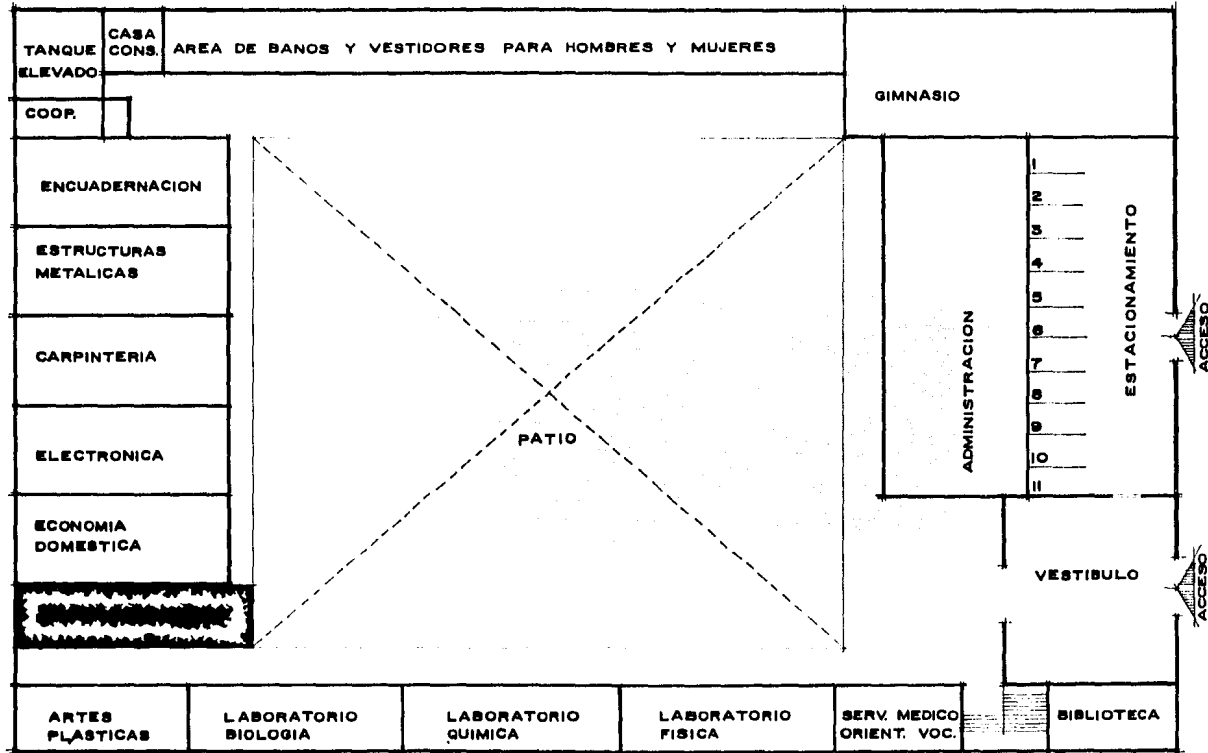 TANQUE
ELEVADO
CASA
CONS.
AREA DE BANOS Y VESTIDORES PARA HOMBRES Y MUJERES
GIMNASIO
COOP.
ENCUADERNACION
ESTRUCTURAS
METALICAS
CARPINTERIA
ELECTRONICA
ECONOMIA
DOMESTICA
PATIO
ADMINISTRACION
1
2
3
4
5
6
7
8
9
10
11
ESTACIONAMIENTO
ACCESO
VESTIBULO
ACCESO
ARTES
PLASTICAS
LABORATORIO
BIOLOGIA
LABORATORIO
QUIMICA
LABORATORIO
FISICA
SERV. MEDICO
ORIENT. VOC.
BIBLIOTECA